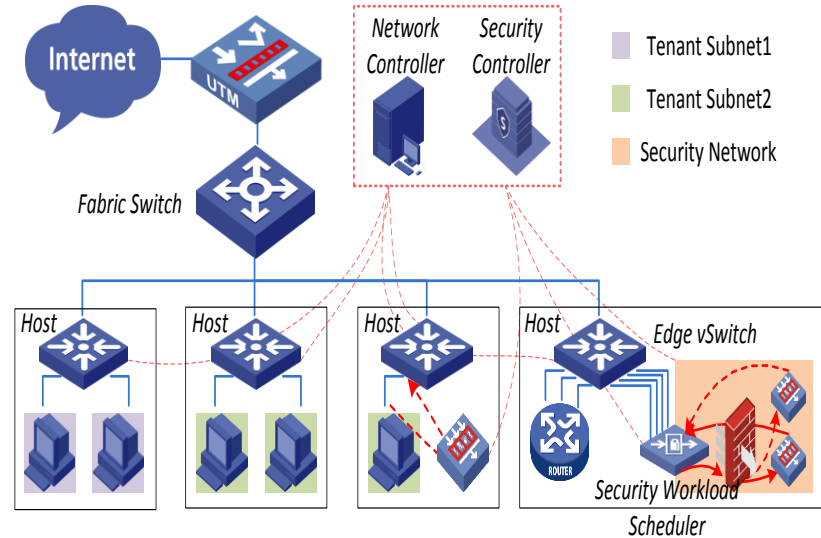 Internet
UTM
Network
Controller
Security
Controller
Tenant Subnet1
Tenant Subnet2
Security Network
Fabric Switch
Host
Host
Host
Host
Edge vSwitch
S
ROUTER
Security Workload
Scheduler